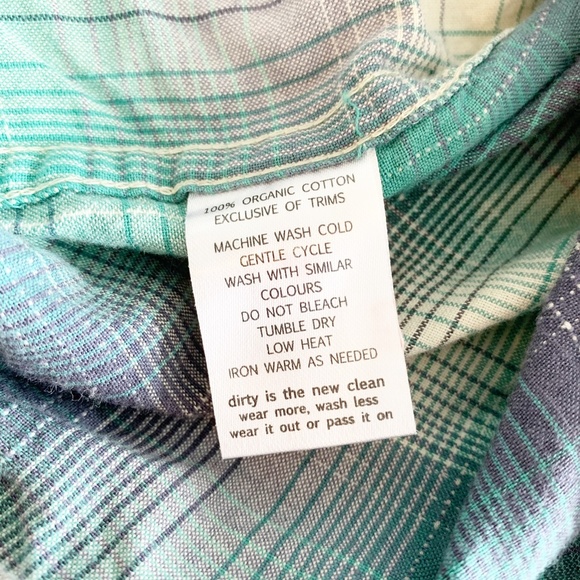 100% ORGANIC COTTON
EXCLUSIVE OF TRIMS
MACHINE WASH COLD
GENTLE CYCLE
WASH WITH SIMILAR
COLOURS
DO NOT BLEACH
TUMBLE DRY
LOW HEAT
IRON WARM AS NEEDED
dirty is the new clean
wear more, wash less
wear it out or pass it on